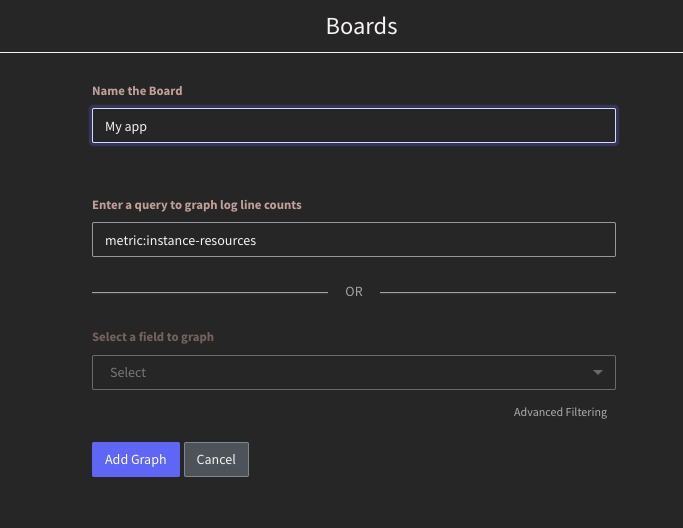 Boards
Name the Board
My app
Enter a query to graph log line counts
metric:instance-resources
OR
Select a field to graph
Select
Advanced Filtering
Add Graph Cancel